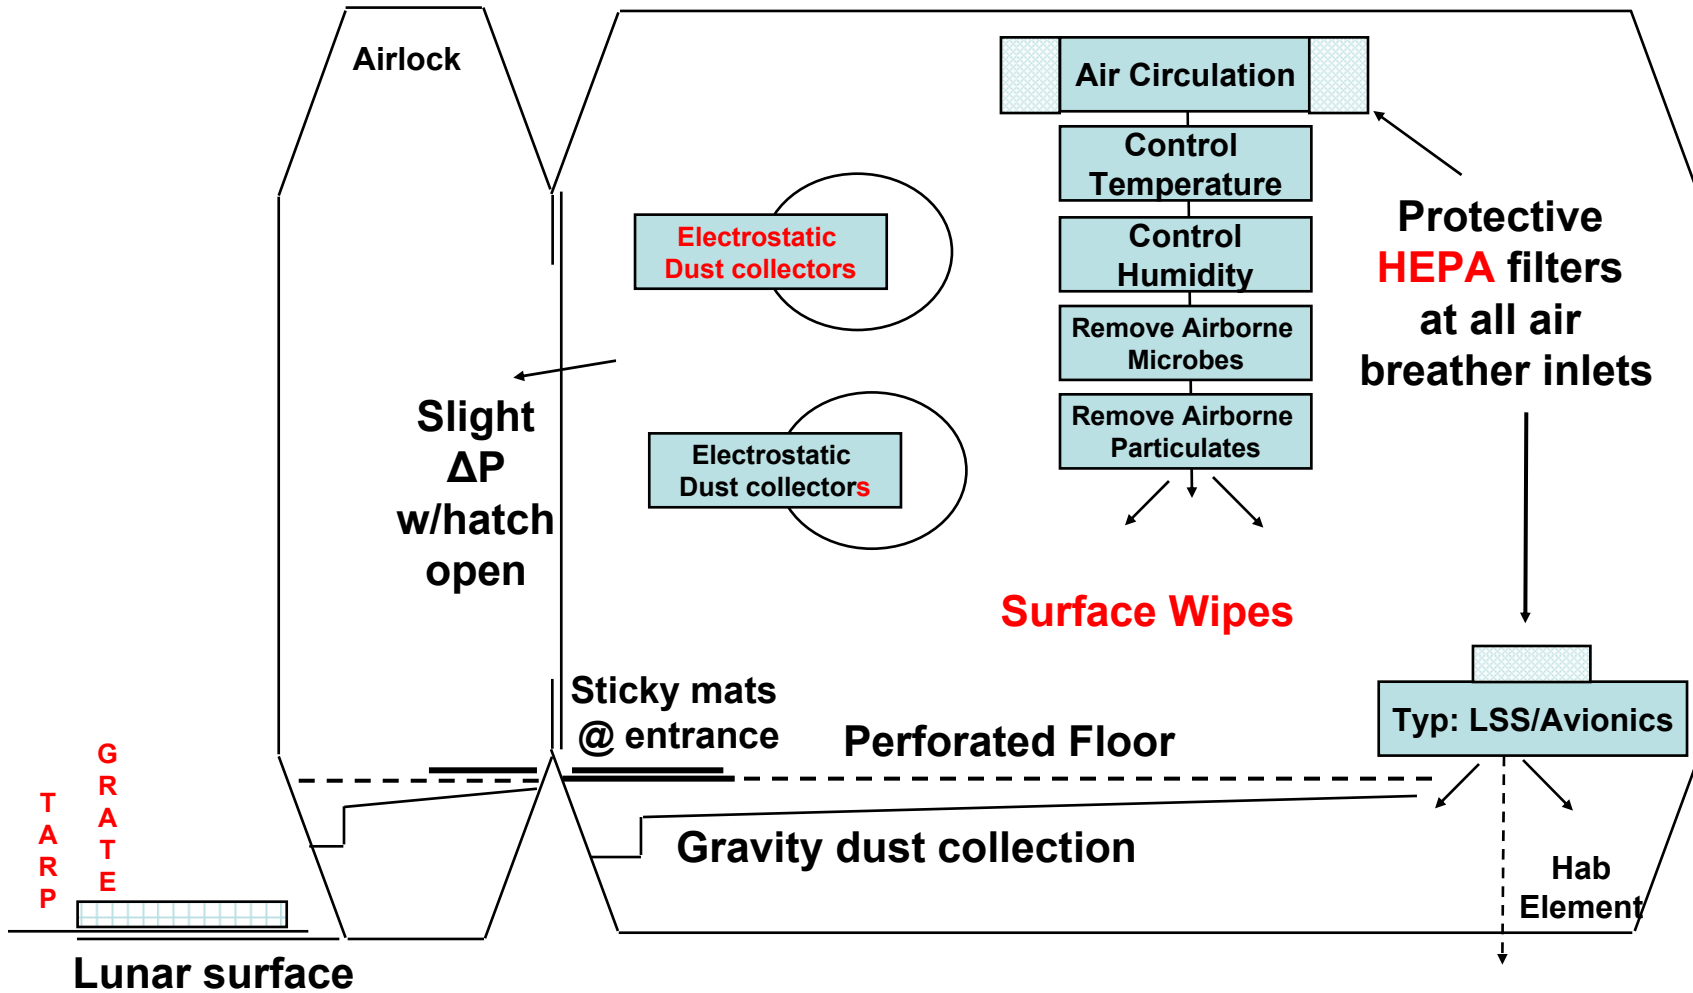 Airlock
Air Circulation
Control
Temperature
Control
Humidity
Remove Airborne
Microbes
Remove Airborne
Particulates
Electrostatic
Dust collectors
Electrostatic
Dust collectors
Protective
HEPA filters
at all air
breather inlets
Slight
ΔP
w/hatch
open
Surface Wipes
Sticky mats
@ entrance
Perforated Floor
Typ: LSS/Avionics
Gravity dust collection
Hab
Element
TARP
GRATE
Lunar surface